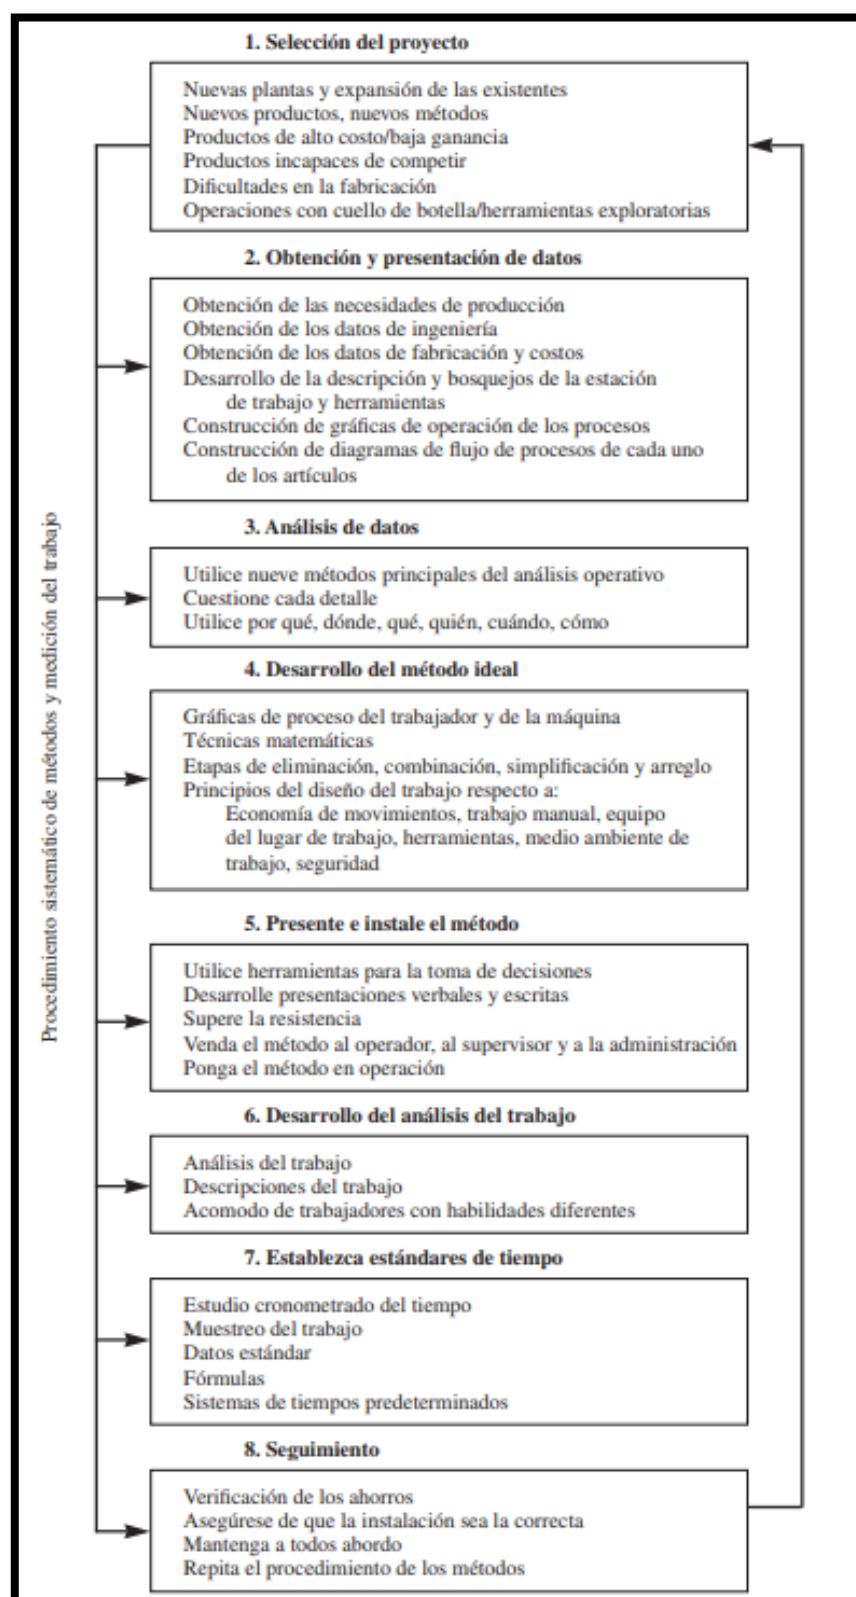 1. Selección del proyecto
Nuevas plantas y expansión de las existentes
Nuevos productos, nuevos métodos
Productos de alto costo/baja ganancia
Productos incapaces de competir
Dificultades en la fabricación
Operaciones con cuello de botella/herramientas exploratorias
2. Obtención y presentación de datos
Obtención de las necesidades de producción
Obtención de los datos de ingeniería
Obtención de los datos de fabricación y costos
Desarrollo de la descripción y bosquejos de la estación
de trabajo y herramientas
Construcción de gráficas de operación de los procesos
Construcción de diagramas de flujo de procesos de cada uno
de los artículos
3. Análisis de datos
Utilice nueve métodos principales del análisis operativo
Cuestione cada detalle
Utilice por qué, dónde, qué, quién, cuándo, cómo
4. Desarrollo del método ideal
Gráficas de proceso del trabajador y de la máquina
Técnicas matemáticas
Etapas de eliminación, combinación, simplificación y arreglo
Principios del diseño del trabajo respecto a:
Economía de movimientos, trabajo manual, equipo
del lugar de trabajo, herramientas, medio ambiente de
trabajo, seguridad
5. Presente e instale el método
Utilice herramientas para la toma de decisiones
Desarrolle presentaciones verbales y escritas
Supere la resistencia
Venda el método al operador, al supervisor y a la administración
Ponga el método en operación
6. Desarrollo del análisis del trabajo
Análisis del trabajo
Descripciones del trabajo
Acomodo de trabajadores con habilidades diferentes
7. Establezca estándares de tiempo
Estudio cronometrado del tiempo
Muestreo del trabajo
Datos estándar
Fórmulas
Sistemas de tiempos predeterminados
8. Seguimiento
Verificación de los ahorros
Asegúrese de que la instalación sea la correcta
Mantenga a todos abordo
Repita el procedimiento de los métodos
Procedimiento sistemático de métodos y medición del trabajo